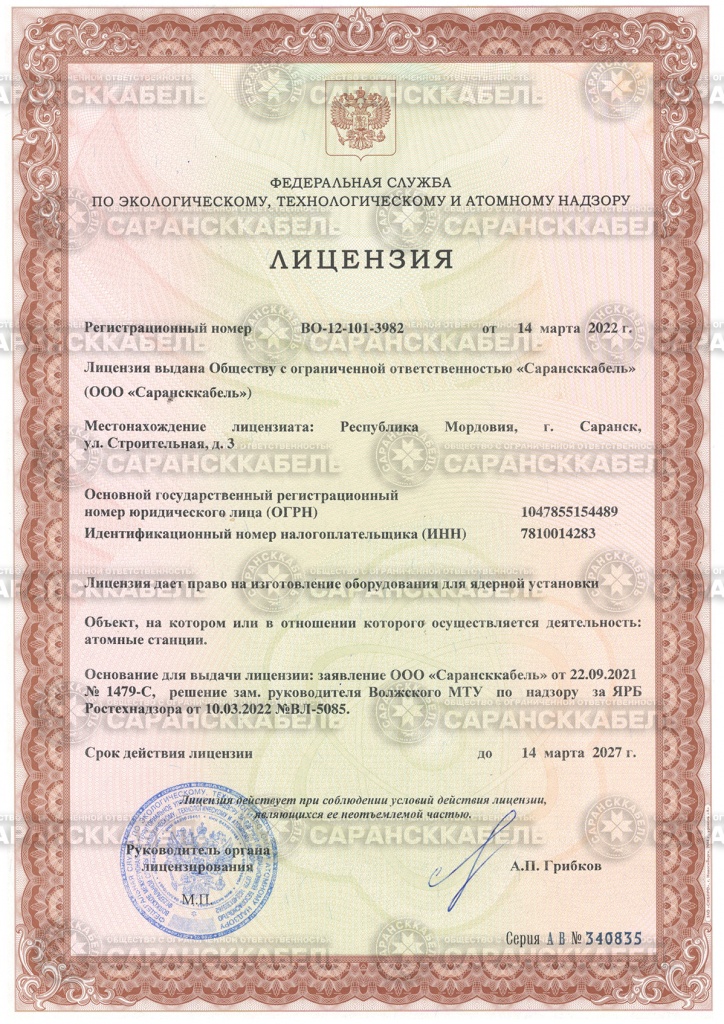 ФЕДЕРАЛЬНАЯ СЛУЖБА
ПО ЭКОЛОГИЧЕСКОМУ, ТЕХНОЛОГИЧЕСКОМУ И АТОМНОМУ НАДЗОРУ
ЛИЦЕНЗИЯ
Регистрационный номер ВО-12-101-3982 от 14 марта 2022 г.
Лицензия выдана Обществу с ограниченной ответственностью «Сарансккабель»
(ООО «Сарансккабель»)
Местонахождение лицензиата: Республика Мордовия, г. Саранск,
ул. Строительная, д. 3
Основной государственный регистрационный
номер юридического лица (ОГРН) 1047855154489
Идентификационный номер налогоплательщика (ИНН) 7810014283
Лицензия дает право на изготовление оборудования для ядерной установки
Объект, на котором или в отношении которого осуществляется деятельность:
атомные станции.
Основание для выдачи лицензии: заявление ООО «Сарансккабель» от 22.09.2021
№ 1479-С, решение зам. руководителя Волжского МТУ по надзору за ЯРБ
Ростехнадзора от 10.03.2022 №ВЛ-5085.
Срок действия лицензии до 14 марта 2027 г.
Лицензия действует при соблюдении условий действия лицензии,
являющихся ее неотъемлемой частью.
Руководитель органа
лицензирования А.П. Грибков
М.П.
Серия АВ № 340835
ОБЩЕСТВО С ОГРАНИЧЕННОЙ ОТВЕТСТВЕННОСТЬЮ
САРАНСККАБЕЛЬ